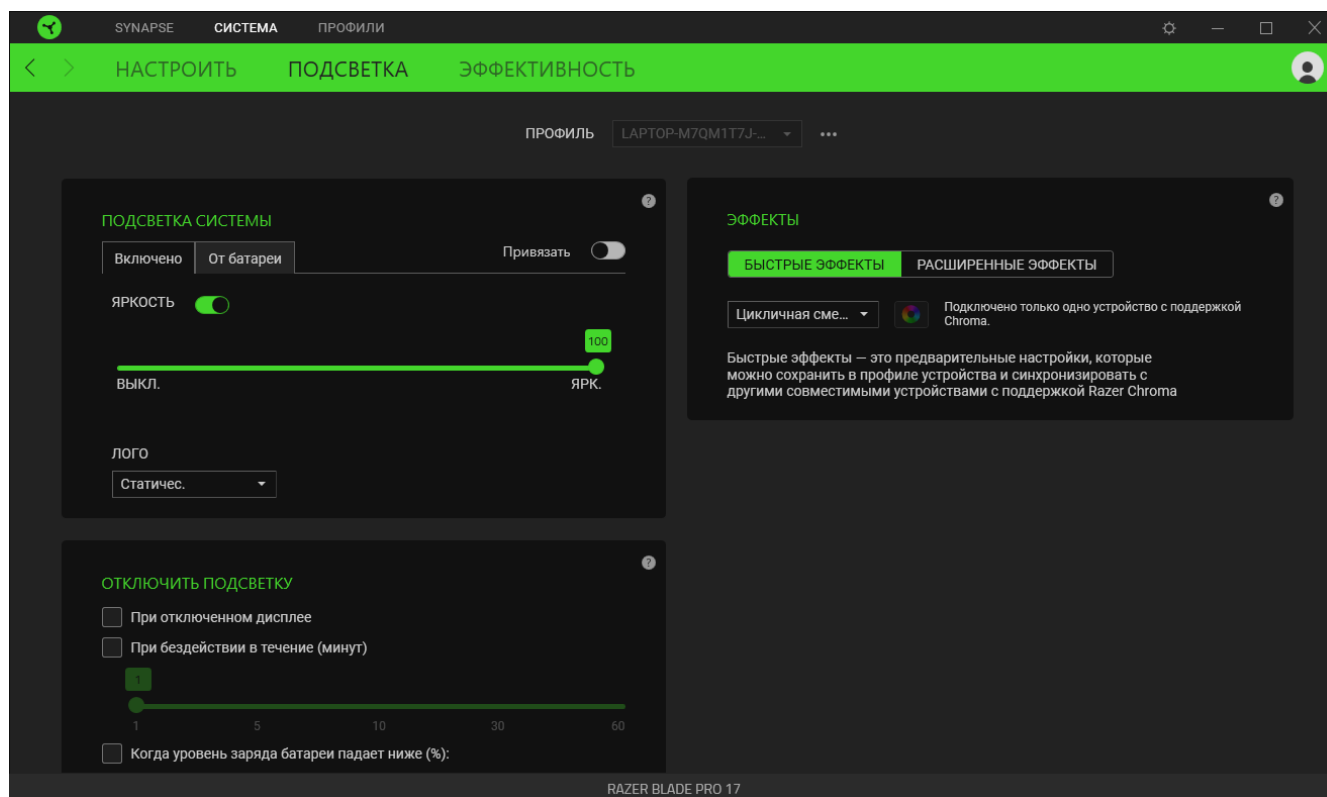 SYNAPSE СИСТЕМА ПРОФИЛИ
НАСТРОИТЬ ПОДСВЕТКА ЭФФЕКТИВНОСТЬ
ПРОФИЛЬ LAPTOP-M7QM1T7J-...
ПОДСВЕТКА СИСТЕМЫ
Включено От батареи Привязать
ЯРКОСТЬ
100
ВЫКЛ. ЯРК.
ЛОГО
Статичес.
ОТКЛЮЧИТЬ ПОДСВЕТКУ
При отключенном дисплее
При бездействии в течение (минут)
1
1 5 10 30 60
Когда уровень заряда батареи падает ниже (%):
ЭФФЕКТЫ
БЫСТРЫЕ ЭФФЕКТЫ РАСШИРЕННЫЕ ЭФФЕКТЫ
Цикличная сме... Подключено только одно устройство с поддержкой
Chroma.
Быстрые эффекты — это предварительные настройки, которые
можно сохранить в профиле устройства и синхронизировать с
другими совместимыми устройствами с поддержкой Razer Chroma
RAZER BLADE PRO 17